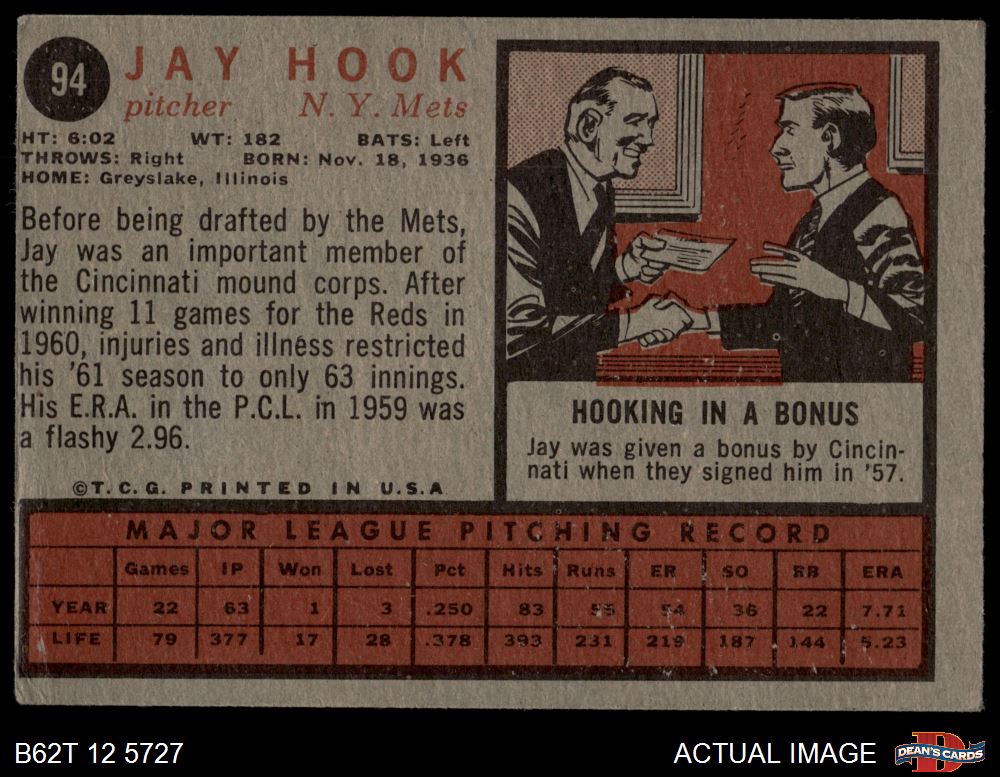 94
JAY HOOK
pitcher N. Y. Mets
HT: 6:02 WT: 182 BATS: Left
THROWS: Right BORN: Nov. 18, 1936
HOME: Greyslake, Illinois
Before being drafted by the Mets,
Jay was an important member of
the Cincinnati mound corps. After
winning 11 games for the Reds in
1960, injuries and illness restricted
his '61 season to only 63 innings.
His E.R.A. in the P.C.L. in 1959 was
a flashy 2.96.
©T.C.G. PRINTED IN U.S.A
HOOKING IN A BONUS
Jay was given a bonus by Cincin-
nati when they signed him in '57.
MAJOR LEAGUE PITCHING RECORD
Games IP Won Lost Pct Hits Runs ER SO BB ERA
YEAR 22 63 1 3 .250 83 55 54 36 22 7.71
LIFE 79 377 17 28 .378 393 231 219 187 144 5.23
B62T 12 5727
ACTUAL IMAGE
DEAN'S CARDS